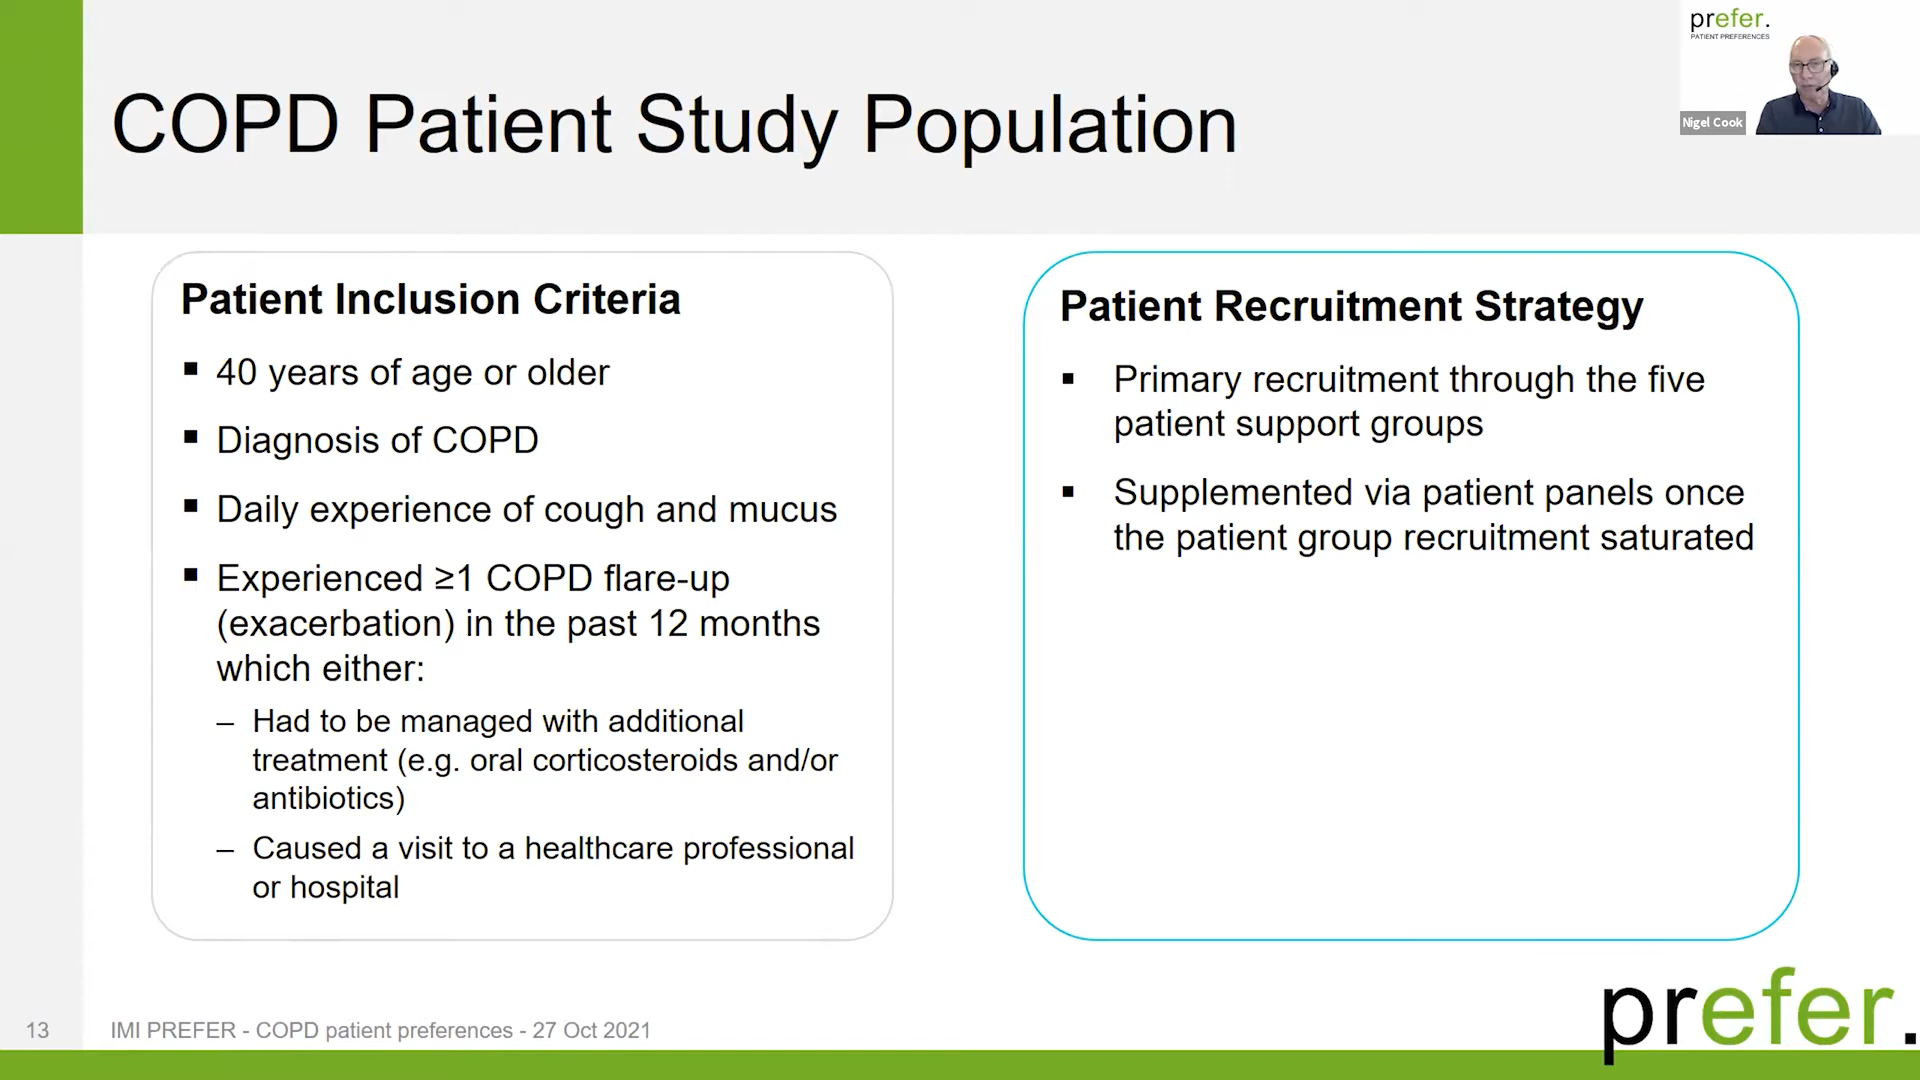 prefer.
PATIENT PREFERENCES
Nigel Cook
COPD Patient Study Population
Patient Inclusion Criteria
▪ 40 years of age or older
▪ Diagnosis of COPD
▪ Daily experience of cough and mucus
▪ Experienced ≥1 COPD flare-up
(exacerbation) in the past 12 months
which either:
– Had to be managed with additional
treatment (e.g. oral corticosteroids and/or
antibiotics)
– Caused a visit to a healthcare professional
or hospital
Patient Recruitment Strategy
▪ Primary recruitment through the five
patient support groups
▪ Supplemented via patient panels once
the patient group recruitment saturated
13
IMI PREFER - COPD patient preferences - 27 Oct 2021
prefer.